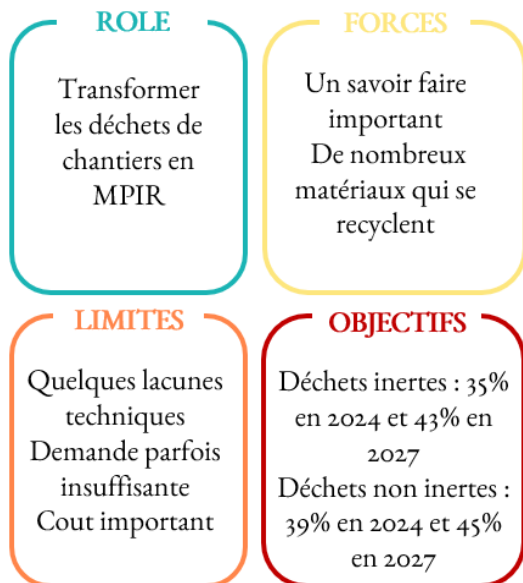 ROLE
Transformer
les déchets de
chantiers en
MPIR
FORCES
Un savoir faire
important
De nombreux
matériaux qui se
recyclent
LIMITES
Quelques lacunes
techniques
Demande parfois
insuffisante
Cout important
OBJECTIFS
Déchets inertes : 35%
en 2024 et 43% en
2027
Déchets non inertes :
39% en 2024 et 45%
en 2027